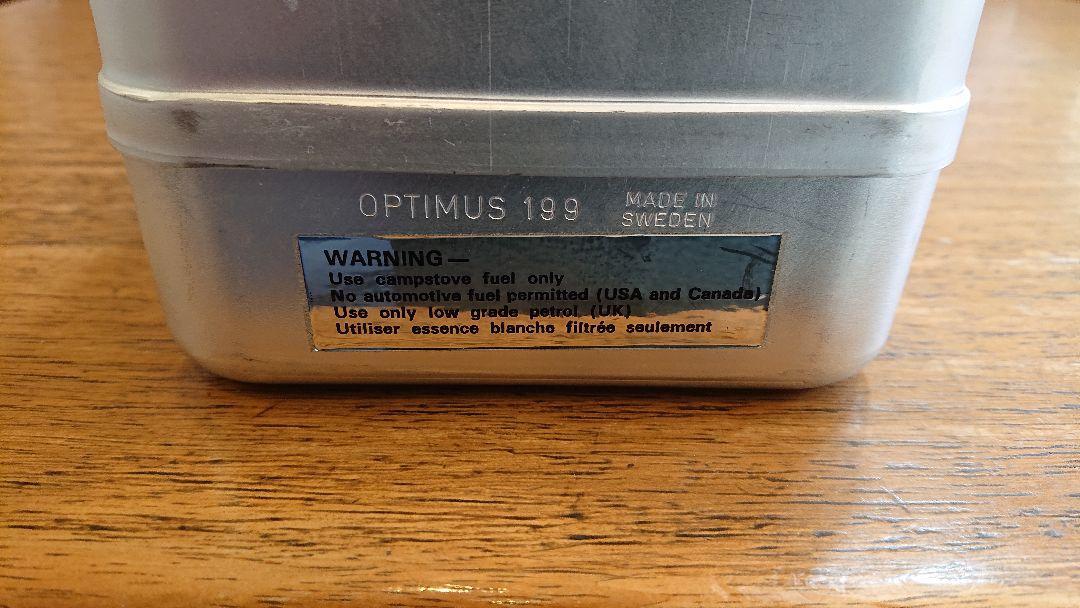 OPTIMUS 199
MADE IN
SWEDEN
WARNING—
Use campstove fuel only
No automotive fuel permitted (USA and Canada)
Use only low grade petrol (UK)
Utiliser essence blanche filtrée seulement